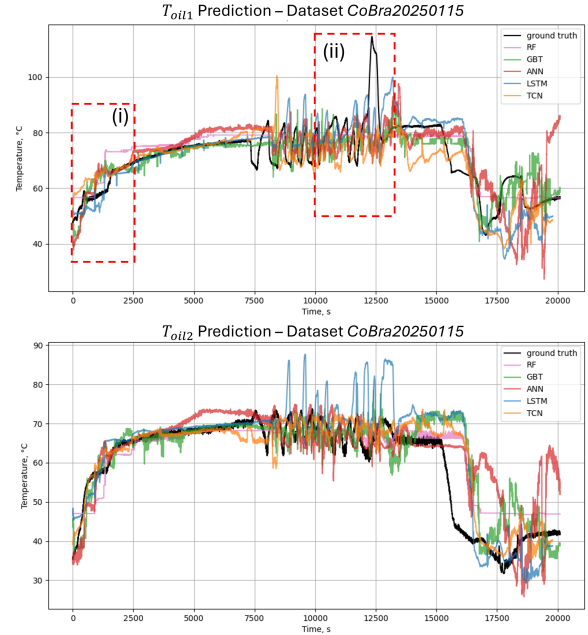 T_oil1 Prediction – Dataset CoBra20250115
(i)
(ii)
ground truth
RF
GBT
ANN
LSTM
TCN
Temperature, °C
100
80
60
40
0 2500 5000 7500 10000 12500 15000 17500 20000
Time, s
T_oil2 Prediction – Dataset CoBra20250115
ground truth
RF
GBT
ANN
LSTM
TCN
Temperature, °C
90
80
70
60
50
40
30
0 2500 5000 7500 10000 12500 15000 17500 20000
Time, s